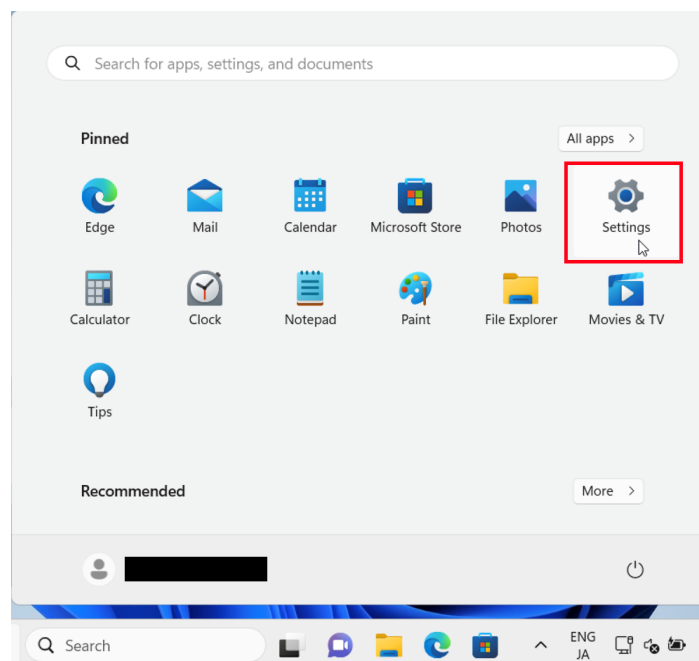 Search for apps, settings, and documents
Pinned
All apps
Edge
Mail
Calendar
Microsoft Store
Photos
Settings
Calculator
Clock
Notepad
Paint
File Explorer
Movies & TV
Tips
Recommended
More
Search
ENG
JA